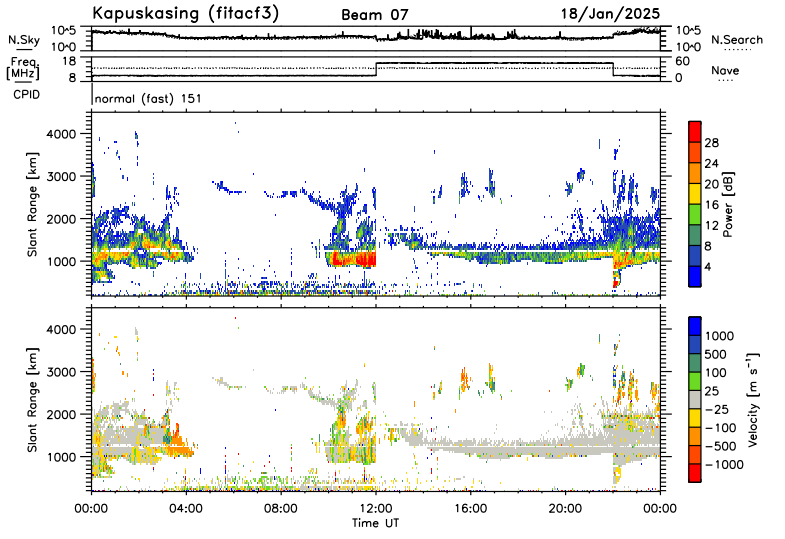 Kapuskasing (fitacf3) Beam 07 18/Jan/2025
N.Sky 10^5 10^0 10^5 10^0 N.Search
Freq. [MHz] 18 8 60 0 Nave
CPID normal (fast) 151
Slant Range [km]
4000
3000
2000
1000
Power [dB]
28
24
20
16
12
8
4
Slant Range [km]
4000
3000
2000
1000
Velocity [m s⁻¹]
1000
500
100
25
−25
−100
−500
−1000
00:00 04:00 08:00 12:00 16:00 20:00 00:00
Time UT